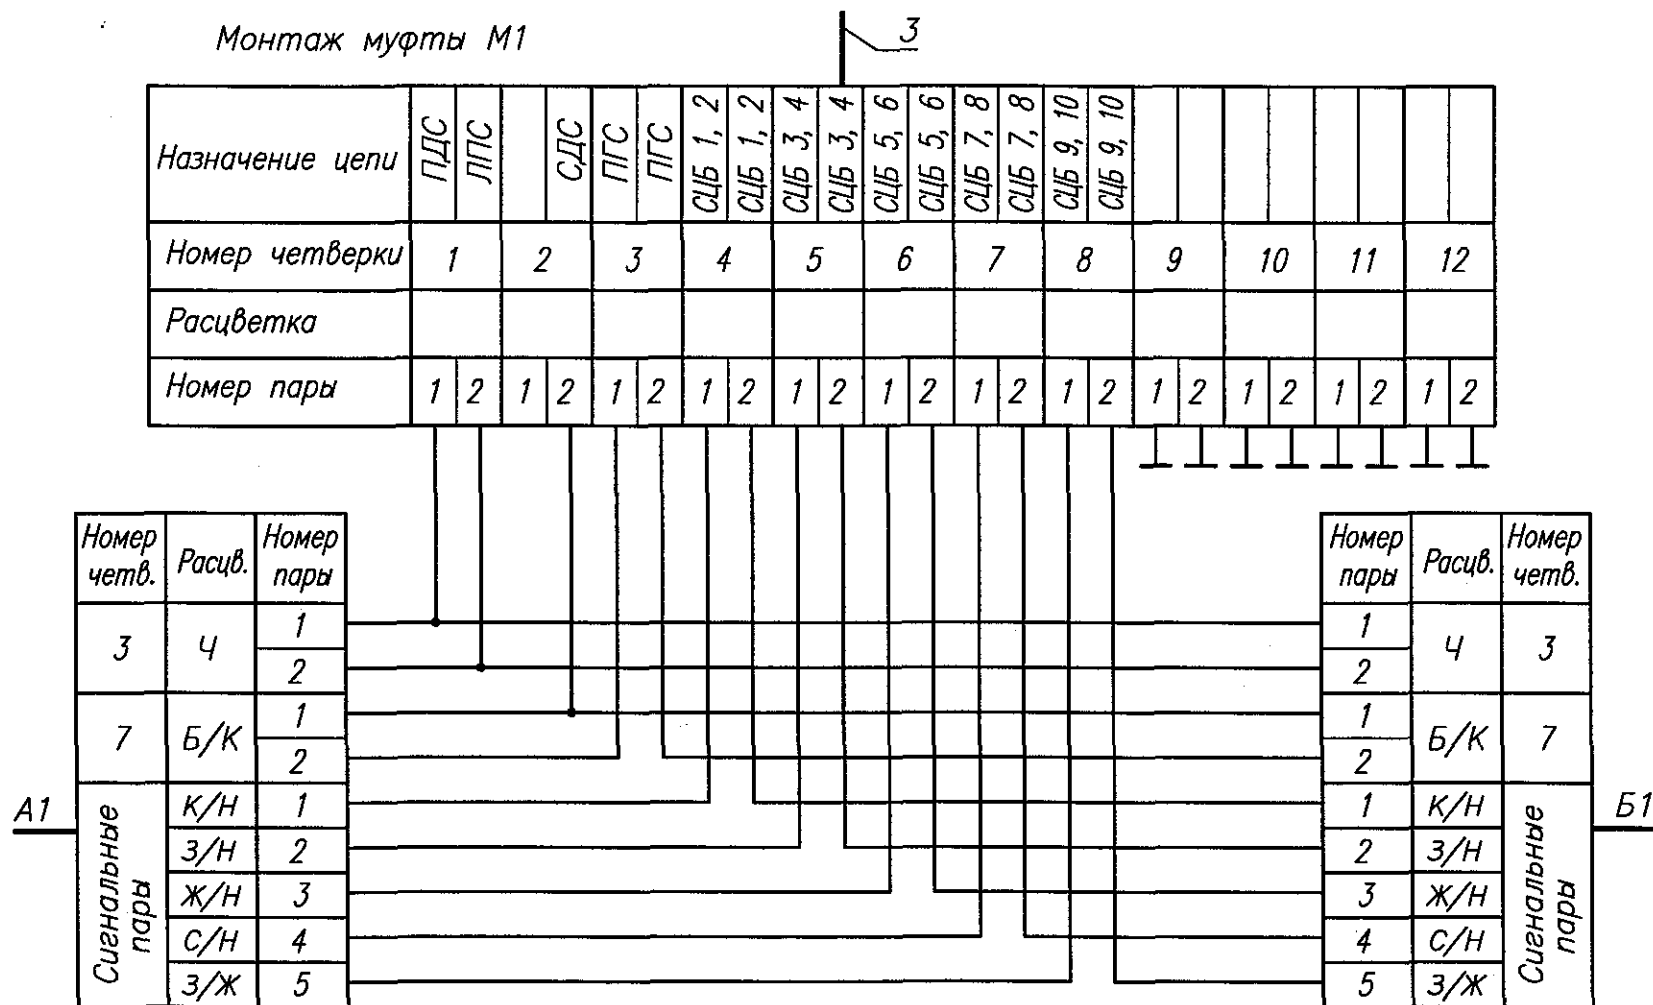 Монтаж муфты М1
3
Назначение цепи
ПДС
ЛПС
СДС
ПГС
ПГС
СЦБ 1, 2
СЦБ 1, 2
СЦБ 3, 4
СЦБ 3, 4
СЦБ 5, 6
СЦБ 5, 6
СЦБ 7, 8
СЦБ 7, 8
СЦБ 9, 10
СЦБ 9, 10
Номер четверки 1 2 3 4 5 6 7 8 9 10 11 12
Расцветка
Номер пары 1 2 1 2 1 2 1 2 1 2 1 2 1 2 1 2 1 2 1 2 1 2 1 2
Номер
четв.
Расцв.
Номер
пары
3 Ч 1
2
7 Б/К 1
2
А1
Сигнальные
пары
К/Н 1
З/Н 2
Ж/Н 3
С/Н 4
З/Ж 5
Номер
пары
Расцв.
Номер
четв.
1 Ч 3
2
1 Б/К 7
2
1 К/Н
2 З/Н
3 Ж/Н
4 С/Н
5 З/Ж
Сигнальные
пары
Б1